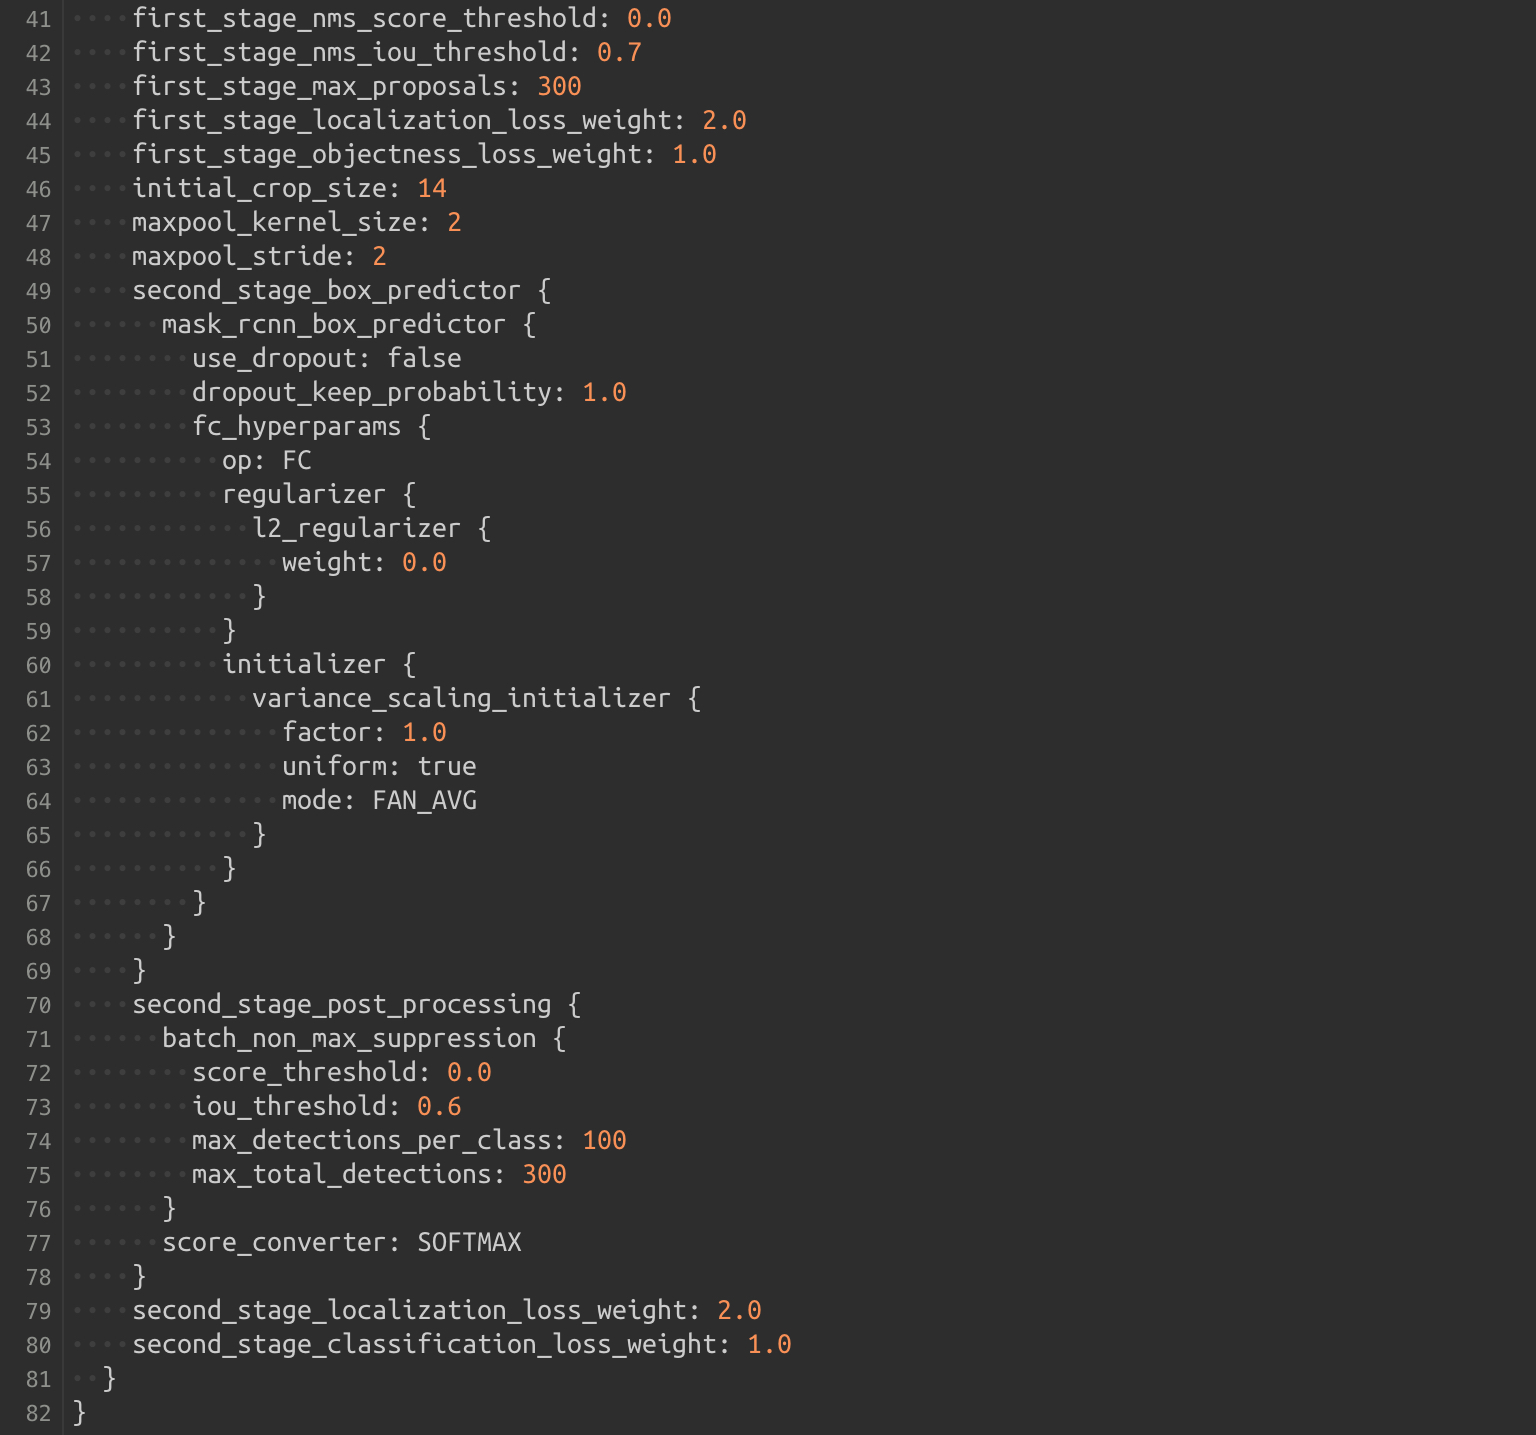 41     first_stage_nms_score_threshold: 0.0
42     first_stage_nms_iou_threshold: 0.7
43     first_stage_max_proposals: 300
44     first_stage_localization_loss_weight: 2.0
45     first_stage_objectness_loss_weight: 1.0
46     initial_crop_size: 14
47     maxpool_kernel_size: 2
48     maxpool_stride: 2
49     second_stage_box_predictor {
50       mask_rcnn_box_predictor {
51         use_dropout: false
52         dropout_keep_probability: 1.0
53         fc_hyperparams {
54           op: FC
55           regularizer {
56             l2_regularizer {
57               weight: 0.0
58             }
59           }
60           initializer {
61             variance_scaling_initializer {
62               factor: 1.0
63               uniform: true
64               mode: FAN_AVG
65             }
66           }
67         }
68       }
69     }
70     second_stage_post_processing {
71       batch_non_max_suppression {
72         score_threshold: 0.0
73         iou_threshold: 0.6
74         max_detections_per_class: 100
75         max_total_detections: 300
76       }
77       score_converter: SOFTMAX
78     }
79     second_stage_localization_loss_weight: 2.0
80     second_stage_classification_loss_weight: 1.0
81   }
82 }